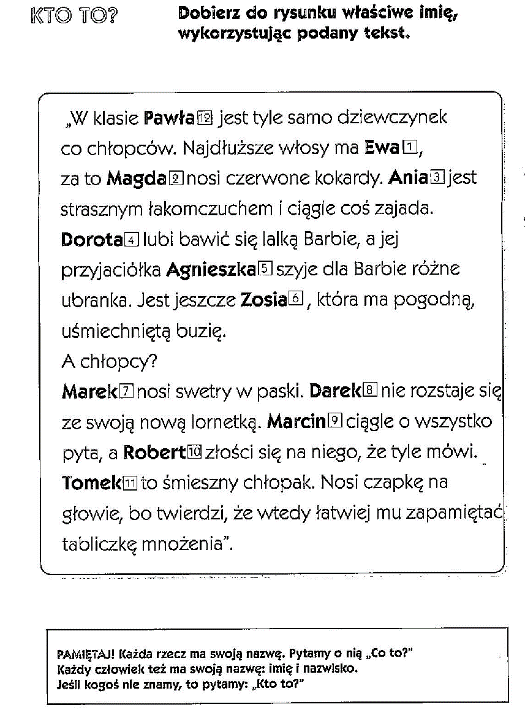 KTO TO?
Dobierz do rysunku właściwe imię,
wykorzystując podany tekst.
„W klasie Pawła 12 jest tyle samo dziewczynek
co chłopców. Najdłuższe włosy ma Ewa 1,
za to Magda 2 nosi czerwone kokardy. Ania 3 jest
strasznym łakomczuchem i ciągle coś zajada.
Dorota 4 lubi bawić się lalką Barbie, a jej
przyjaciółka Agnieszka 5 szyje dla Barbie różne
ubranka. Jest jeszcze Zosia 6, która ma pogodną,
uśmiechniętą buzię.
A chłopcy?
Marek 7 nosi swetry w paski. Darek 8 nie rozstaje się
ze swoją nową lornetką. Marcin 9 ciągle o wszystko
pyta, a Robert 10 złości się na niego, że tyle mówi.
Tomek 11 to śmieszny chłopak. Nosi czapkę na
głowie, bo twierdzi, że wtedy łatwiej mu zapamiętać
tabliczkę mnożenia”.
PAMIĘTAJ! Każda rzecz ma swoją nazwę. Pytamy o nią „Co to?”
Każdy człowiek też ma swoją nazwę: imię i nazwisko.
Jeśli kogoś nie znamy, to pytamy: „Kto to?”